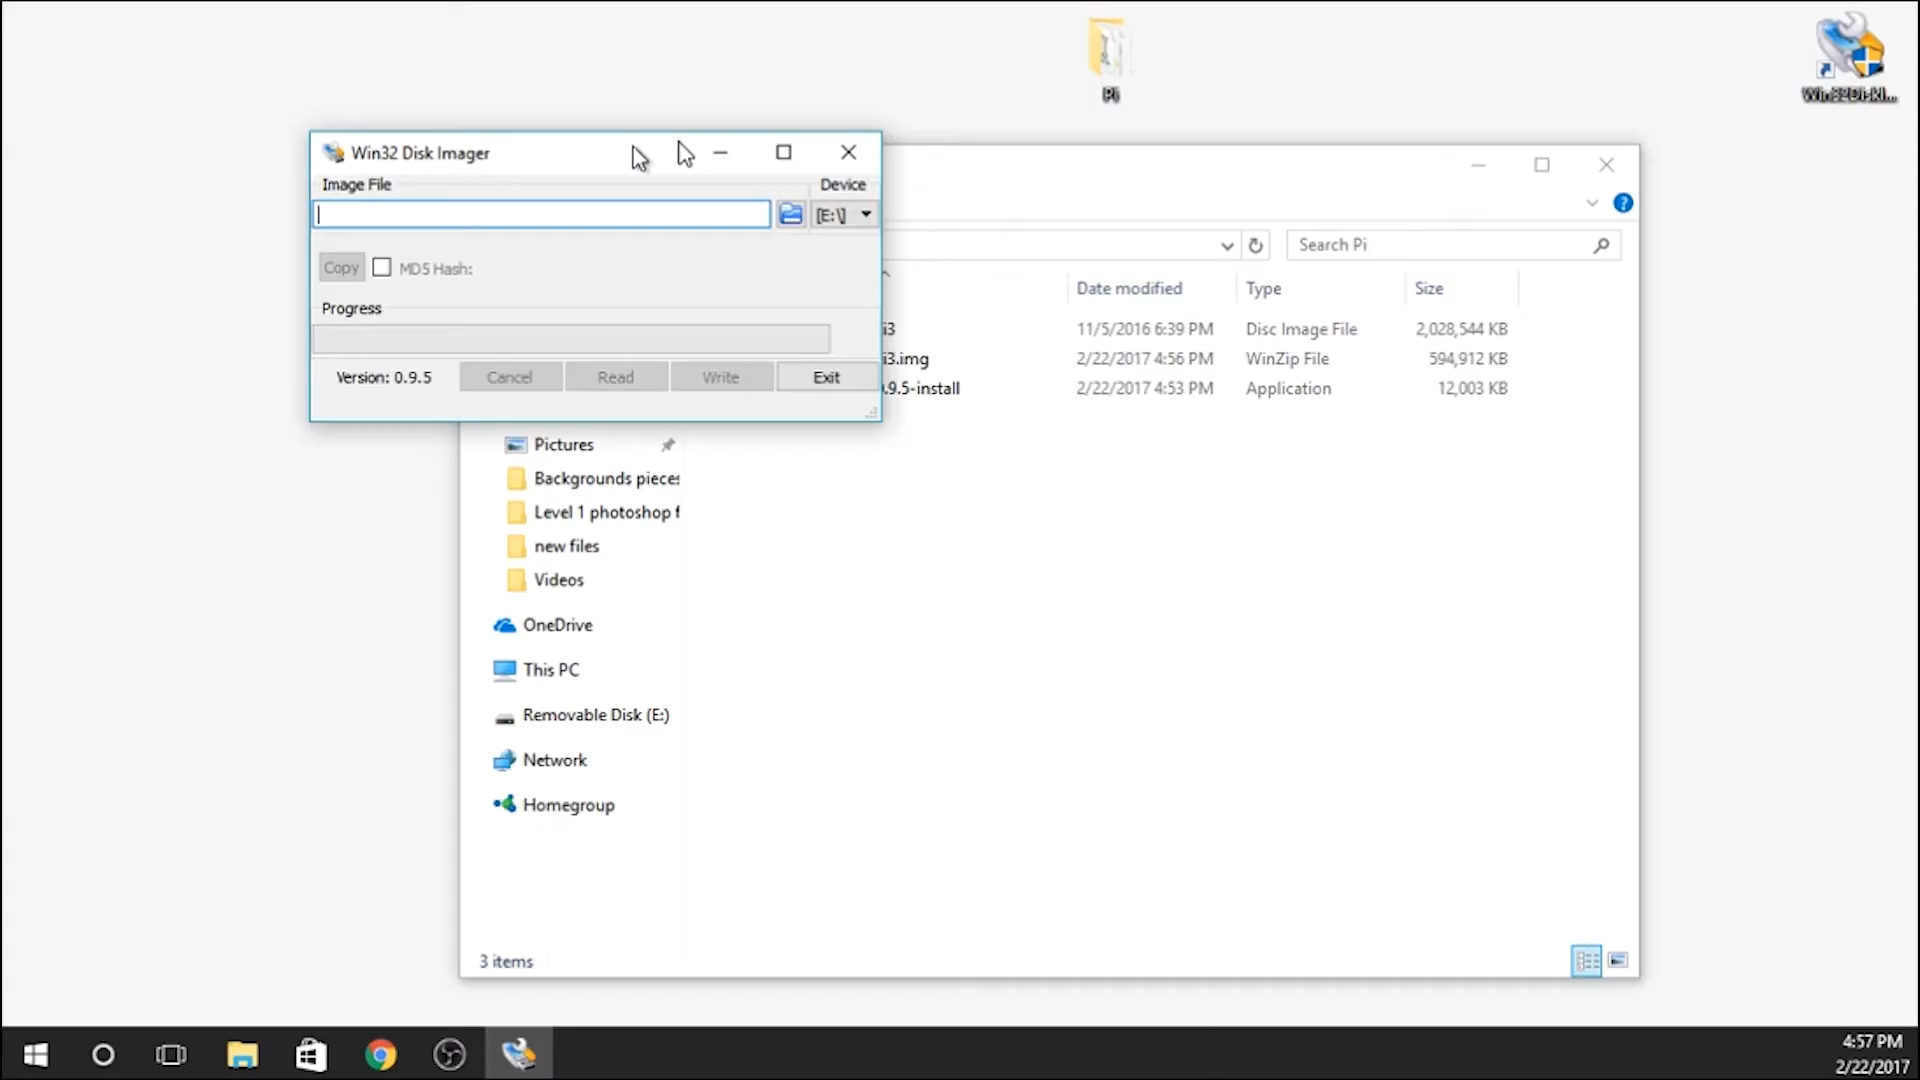 Pi
Win32DiskI...
Win32 Disk Imager
Image File
Device
[E:\]
Copy
MD5 Hash:
Progress
Version: 0.9.5
Cancel
Read
Write
Exit
Search Pi
Date modified
Type
Size
i3
11/5/2016 6:39 PM
Disc Image File
2,028,544 KB
i3.img
2/22/2017 4:56 PM
WinZip File
594,912 KB
.9.5-install
2/22/2017 4:53 PM
Application
12,003 KB
Pictures
Backgrounds pieces
Level 1 photoshop f
new files
Videos
OneDrive
This PC
Removable Disk (E:)
Network
Homegroup
3 items
4:57 PM
2/22/2017